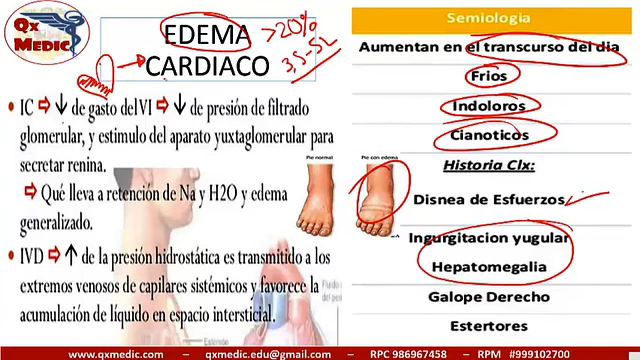 Qx
MEDIC
EDEMA
CARDIACO
>20%
3,5-5L
IC ⇨ ↓ de gasto del VI ⇨ ↓ de presión de filtrado
glomerular, y estimulo del aparato yuxtaglomerular para
secretar renina.
⇨ Qué lleva a retención de Na y H2O y edema
generalizado.
IVD ⇨ ↑ de la presión hidrostática es transmitido a los
extremos venosos de capilares sistémicos y favorece la
acumulación de líquido en espacio intersticial.
Pie normal
Pie con edema
Semiologia
Aumentan en el transcurso del dia
Frios
Indoloros
Cianoticos
Historia Clx:
Disnea de Esfuerzos
Ingurgitacion yugular
Hepatomegalia
Galope Derecho
Estertores
www.qxmedic.com – qxmedic.edu@gmail.com – RPC 986967458 – RPM #999102700